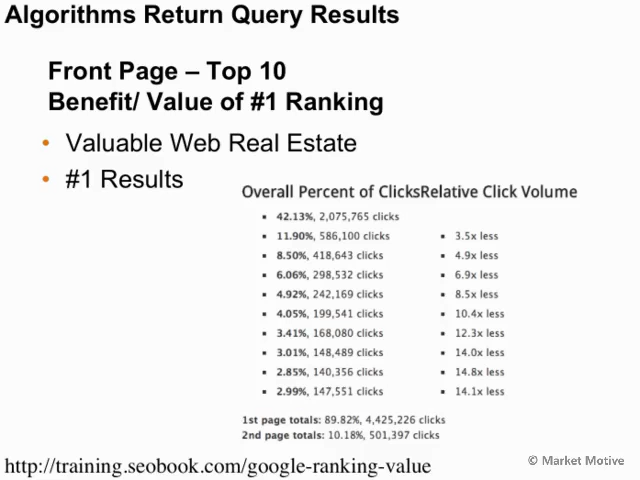 Algorithms Return Query Results
Front Page – Top 10
Benefit/ Value of #1 Ranking
• Valuable Web Real Estate
• #1 Results
Overall Percent of ClicksRelative Click Volume
▪ 42.13%, 2,075,765 clicks
▪ 11.90%, 586,100 clicks ▪ 3.5x less
▪ 8.50%, 418,643 clicks ▪ 4.9x less
▪ 6.06%, 298,532 clicks ▪ 6.9x less
▪ 4.92%, 242,169 clicks ▪ 8.5x less
▪ 4.05%, 199,541 clicks ▪ 10.4x less
▪ 3.41%, 168,080 clicks ▪ 12.3x less
▪ 3.01%, 148,489 clicks ▪ 14.0x less
▪ 2.85%, 140,356 clicks ▪ 14.8x less
▪ 2.99%, 147,551 clicks ▪ 14.1x less
1st page totals: 89.82%, 4,425,226 clicks
2nd page totals: 10.18%, 501,397 clicks
http://training.seobook.com/google-ranking-value
© Market Motive